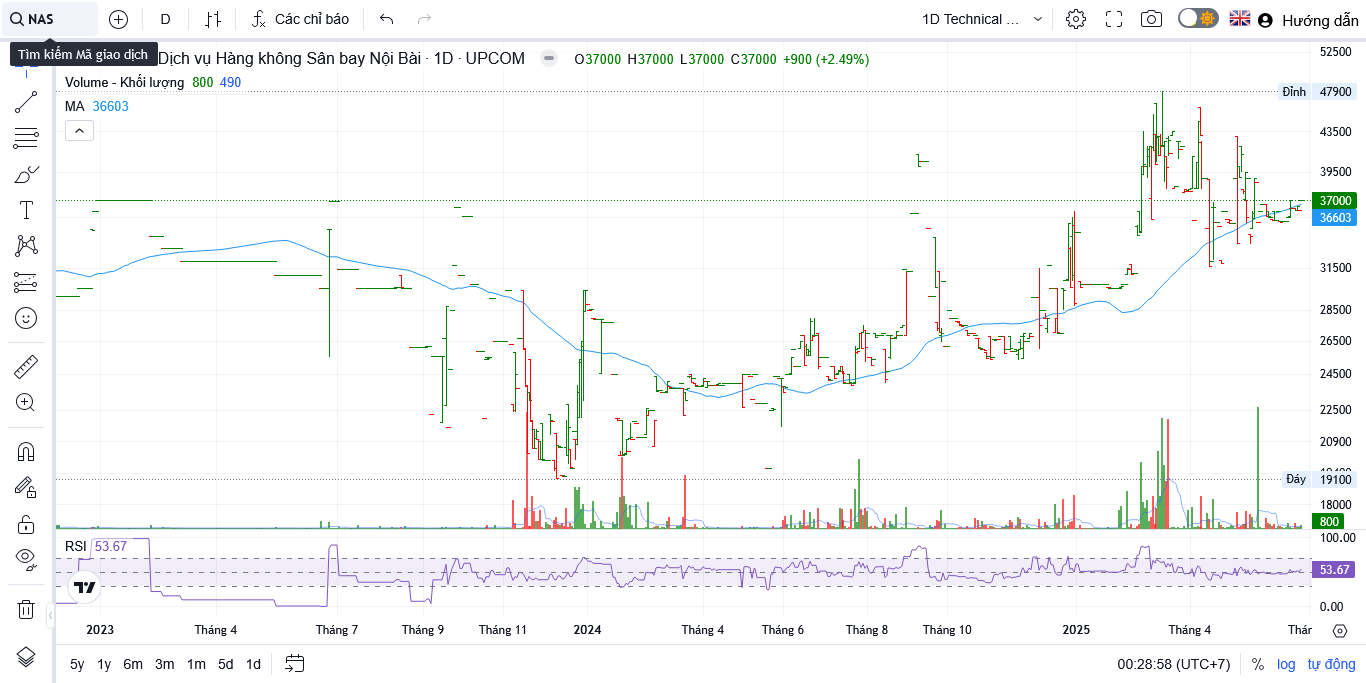 NAS D Các chỉ báo 1D Technical ... Hướng dẫn
Tìm kiếm Mã giao dịch
Dịch vụ Hàng không Sân bay Nội Bài · 1D · UPCOM O37000 H37000 L37000 C37000 +900 (+2.49%)
Volume - Khối lượng 800 490
MA 36603
52500
Đỉnh 47900
43500
39500
37000
36603
31500
28500
26500
24500
22500
20900
Đáy 19100
18000
800
RSI 53.67
100.00
53.67
0.00
2023 Tháng 4 Tháng 7 Tháng 9 Tháng 11 2024 Tháng 4 Tháng 6 Tháng 8 Tháng 10 2025 Tháng 4 Thár
5y 1y 6m 3m 1m 5d 1d 00:28:58 (UTC+7) % log tự động